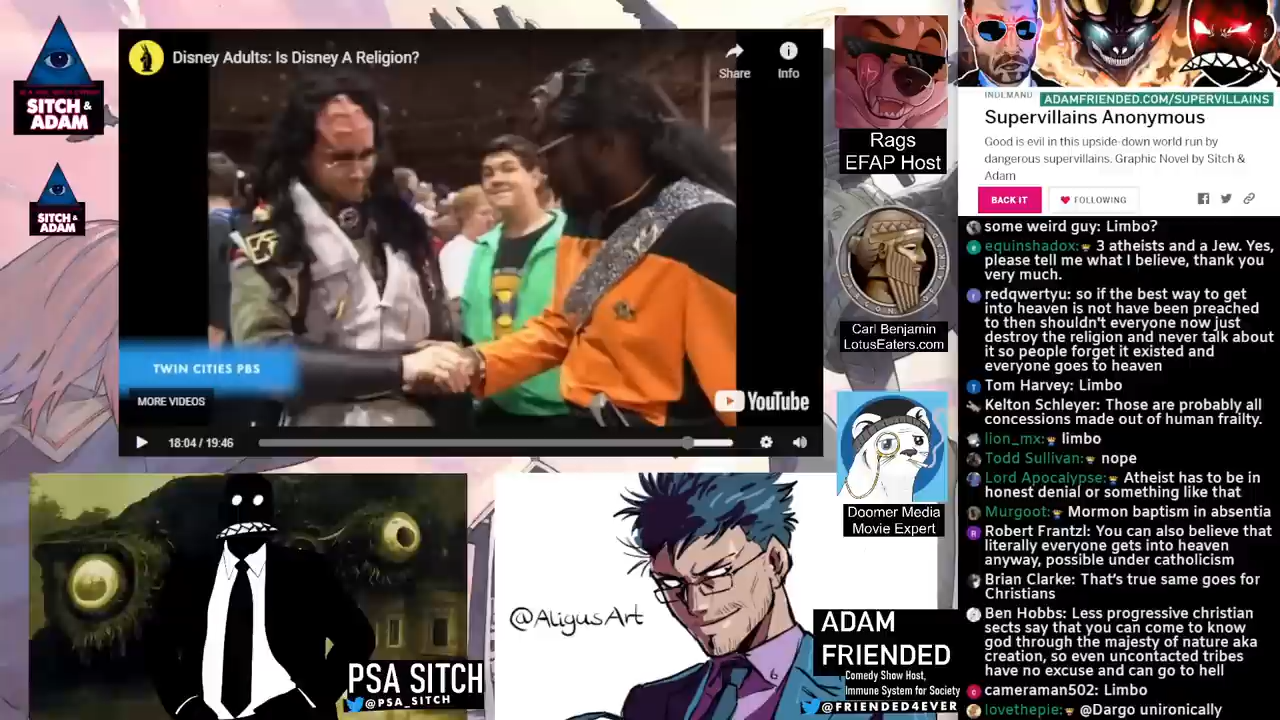 SITCH &
ADAM
SITCH &
ADAM
Disney Adults: Is Disney A Religion?
Share
Info
TWIN CITIES PBS
MORE VIDEOS
YouTube
18:04 / 19:46
Rags
EFAP Host
Carl Benjamin
LotusEaters.com
Doomer Media
Movie Expert
PSA SITCH
@PSA_SITCH
@AligusArt
ADAM
FRIENDED
Comedy Show Host,
Immune System for Society
@FRIENDED4EVER
INDEMAND
ADAMFRIENDED.COM/SUPERVILLAINS
Supervillains Anonymous
Good is evil in this upside-down world run by
dangerous supervillains. Graphic Novel by Sitch &
Adam
BACK IT
FOLLOWING
some weird guy: Limbo?
equinshadox: 3 atheists and a Jew. Yes,
please tell me what I believe, thank you
very much.
redqwertyu: so if the best way to get
into heaven is not have been preached
to then shouldn't everyone now just
destroy the religion and never talk about
it so people forget it existed and
everyone goes to heaven
Tom Harvey: Limbo
Kelton Schleyer: Those are probably all
concessions made out of human frailty.
lion_mx: limbo
Todd Sullivan: nope
Lord Apocalypse: Atheist has to be in
honest denial or something like that
Murgoot: Mormon baptism in absentia
Robert Frantzl: You can also believe that
literally everyone gets into heaven
anyway, possible under catholicism
Brian Clarke: That's true same goes for
Christians
Ben Hobbs: Less progressive christian
sects say that you can come to know
god through the majesty of nature aka
creation, so even uncontacted tribes
have no excuse and can go to hell
cameraman502: Limbo
lovethepie: @Dargo unironically